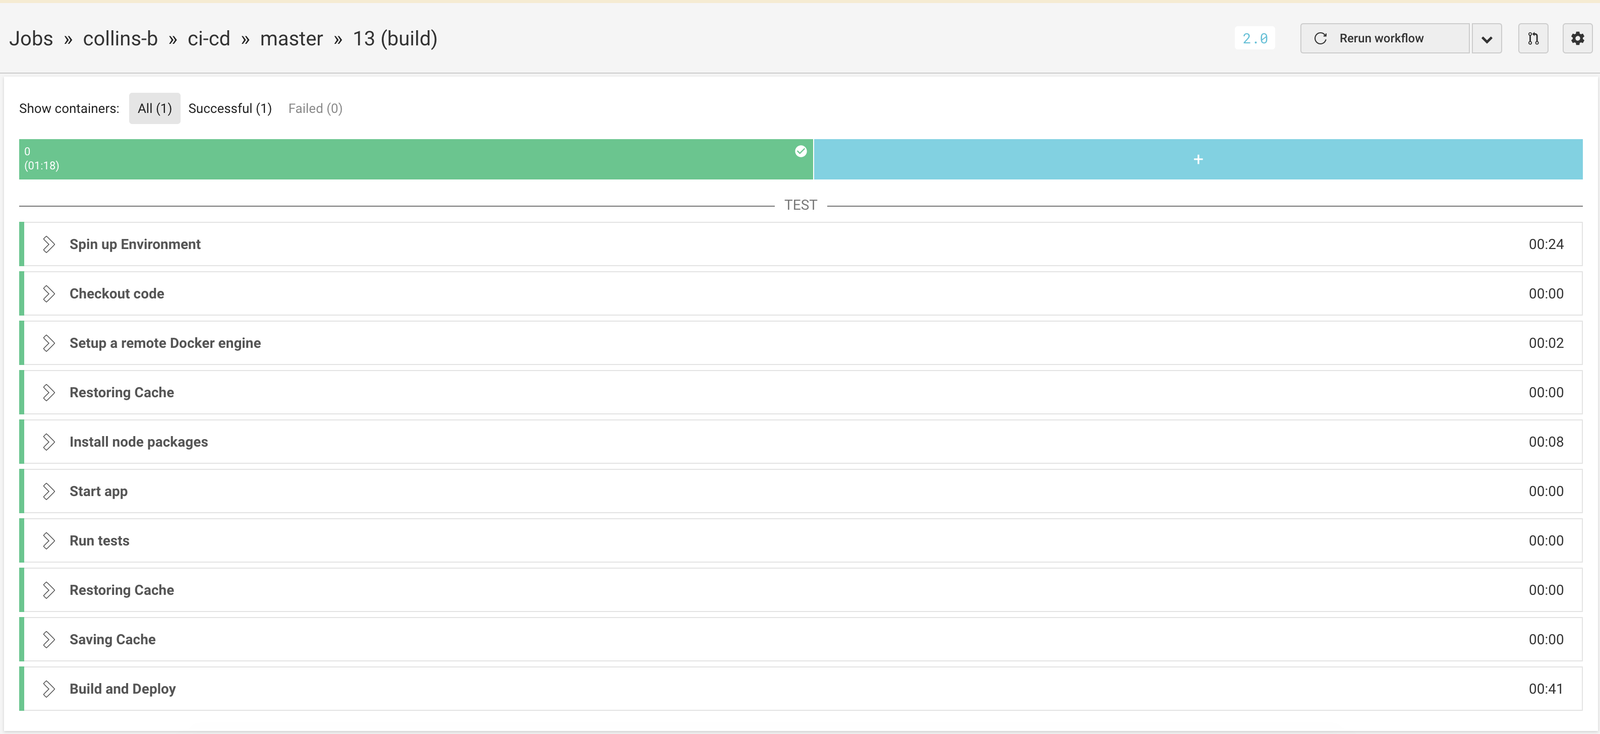 Jobs » collins-b » ci-cd » master » 13 (build) 2.0 Rerun workflow
Show containers: All (1) Successful (1) Failed (0)
0
(01:18) +
TEST
Spin up Environment 00:24
Checkout code 00:00
Setup a remote Docker engine 00:02
Restoring Cache 00:00
Install node packages 00:08
Start app 00:00
Run tests 00:00
Restoring Cache 00:00
Saving Cache 00:00
Build and Deploy 00:41